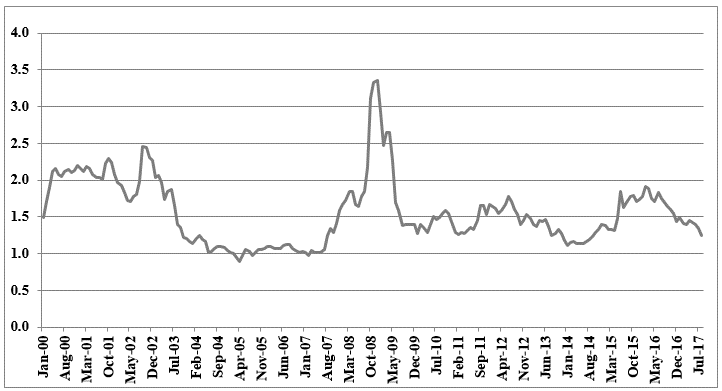 4.0
3.5
3.0
2.5
2.0
1.5
1.0
0.5
0.0
Jan-00
Aug-00
Mar-01
Oct-01
May-02
Dec-02
Jul-03
Feb-04
Sep-04
Apr-05
Nov-05
Jun-06
Jan-07
Aug-07
Mar-08
Oct-08
May-09
Dec-09
Jul-10
Feb-11
Sep-11
Apr-12
Nov-12
Jun-13
Jan-14
Aug-14
Mar-15
Oct-15
May-16
Dec-16
Jul-17